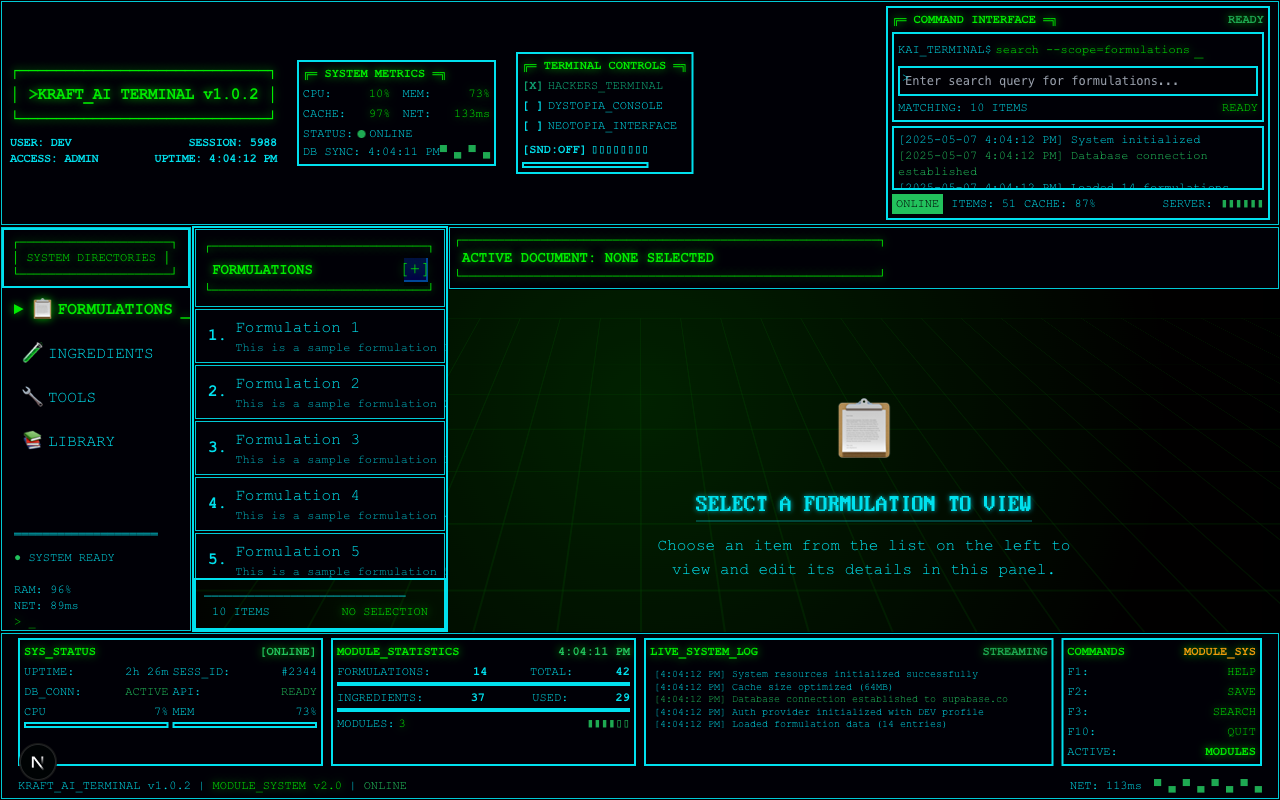 >KRAFT_AI TERMINAL v1.0.2
USER: DEV SESSION: 5988
ACCESS: ADMIN UPTIME: 4:04:12 PM
SYSTEM METRICS
CPU: 10% MEM: 73%
CACHE: 97% NET: 133ms
STATUS: ● ONLINE
DB SYNC: 4:04:11 PM
TERMINAL CONTROLS
[X] HACKERS_TERMINAL
[ ] DYSTOPIA_CONSOLE
[ ] NEOTOPIA_INTERFACE
[SND:OFF] ▯▯▯▯▯▯▯▯
COMMAND INTERFACE READY
KAI_TERMINAL$ search --scope=formulations_
Enter search query for formulations...
MATCHING: 10 ITEMS READY
[2025-05-07 4:04:12 PM] System initialized
[2025-05-07 4:04:12 PM] Database connection
established
[2025-05-07 4:04:12 PM] Loaded 14 formulations
ONLINE ITEMS: 51 CACHE: 87% SERVER: ▮▮▮▮▮▮
SYSTEM DIRECTORIES
► FORMULATIONS _
INGREDIENTS
TOOLS
LIBRARY
● SYSTEM READY
RAM: 96%
NET: 89ms
> _
FORMULATIONS [+]
1. Formulation 1
This is a sample formulation
2. Formulation 2
This is a sample formulation
3. Formulation 3
This is a sample formulation
4. Formulation 4
This is a sample formulation
5. Formulation 5
This is a sample formulation
10 ITEMS NO SELECTION
ACTIVE DOCUMENT: NONE SELECTED
SELECT A FORMULATION TO VIEW
Choose an item from the list on the left to
view and edit its details in this panel.
SYS_STATUS [ONLINE]
UPTIME: 2h 26m SESS_ID: #2344
DB_CONN: ACTIVE API: READY
CPU 7% MEM 73%
MODULE_STATISTICS 4:04:11 PM
FORMULATIONS: 14 TOTAL: 42
INGREDIENTS: 37 USED: 29
MODULES: 3 ▮▮▮▮▯▯
LIVE_SYSTEM_LOG STREAMING
[4:04:12 PM] System resources initialized successfully
[4:04:12 PM] Cache size optimized (64MB)
[4:04:12 PM] Database connection established to supabase.co
[4:04:12 PM] Auth provider initialized with DEV profile
[4:04:12 PM] Loaded formulation data (14 entries)
COMMANDS MODULE_SYS
F1: HELP
F2: SAVE
F3: SEARCH
F10: QUIT
ACTIVE: MODULES
N
KRAFT_AI_TERMINAL v1.0.2 | MODULE_SYSTEM v2.0 | ONLINE
NET: 113ms